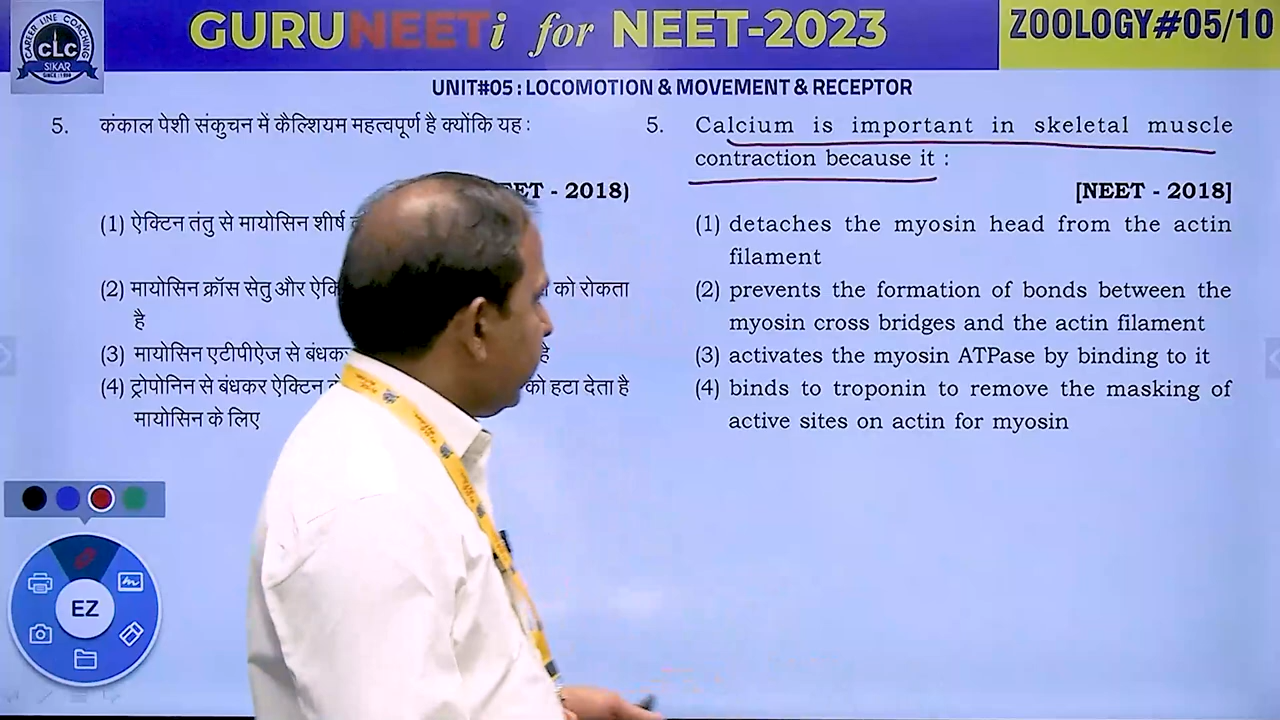 CAREER LINE COACHING
CLC
SIKAR
SINCE : 1996
GURUNEETi for NEET-2023
ZOOLOGY#05/10
UNIT#05 : LOCOMOTION & MOVEMENT & RECEPTOR
5. कंकाल पेशी संकुचन में कैल्शियम महत्वपूर्ण है क्योंकि यह :
EET - 2018)
(1) ऐक्टिन तंतु से मायोसिन शीर्ष
(2) मायोसिन क्रॉस सेतु और को रोकता
है
(3) मायोसिन एटीपीऐज से बंधकर है
(4) ट्रोपोनिन से बंधकर ऐक्टिन को हटा देता है
मायोसिन के लिए
5. Calcium is important in skeletal muscle
contraction because it :
[NEET - 2018]
(1) detaches the myosin head from the actin
filament
(2) prevents the formation of bonds between the
myosin cross bridges and the actin filament
(3) activates the myosin ATPase by binding to it
(4) binds to troponin to remove the masking of
active sites on actin for myosin
EZ